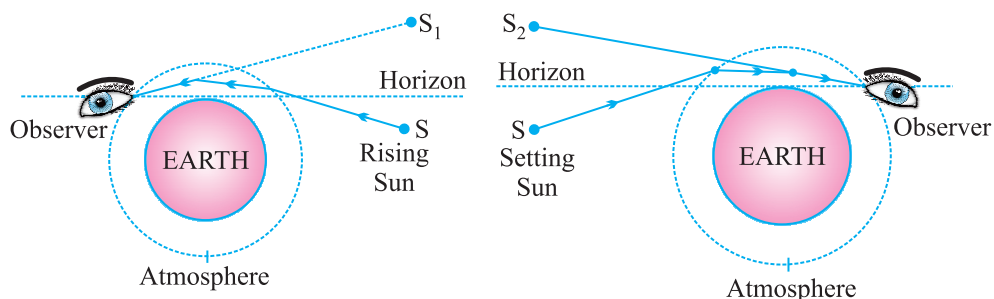 S₁
Horizon
Observer
S
Rising
Sun
EARTH
Atmosphere
S₂
Horizon
S
Setting
Sun
Observer
EARTH
Atmosphere